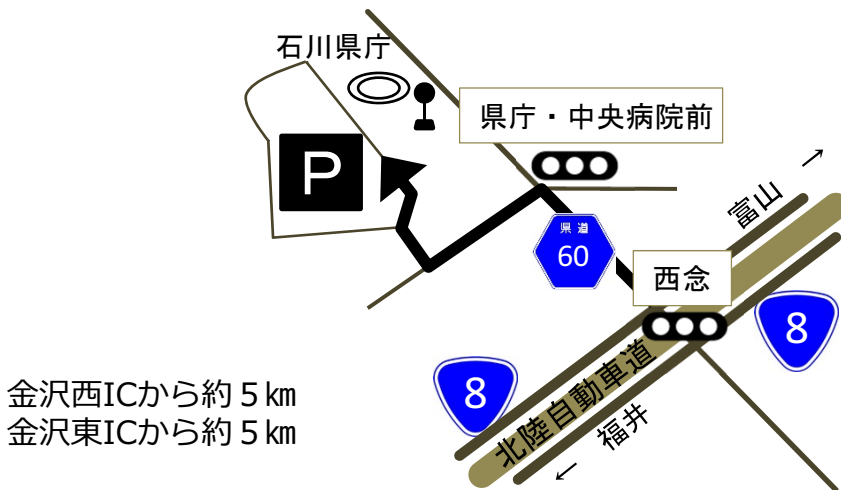 石川県庁
県庁・中央病院前
P
富山
→
県道
60
西念
8
8
北陸自動車道
福井
←
金沢西ICから約５㎞
金沢東ICから約５㎞